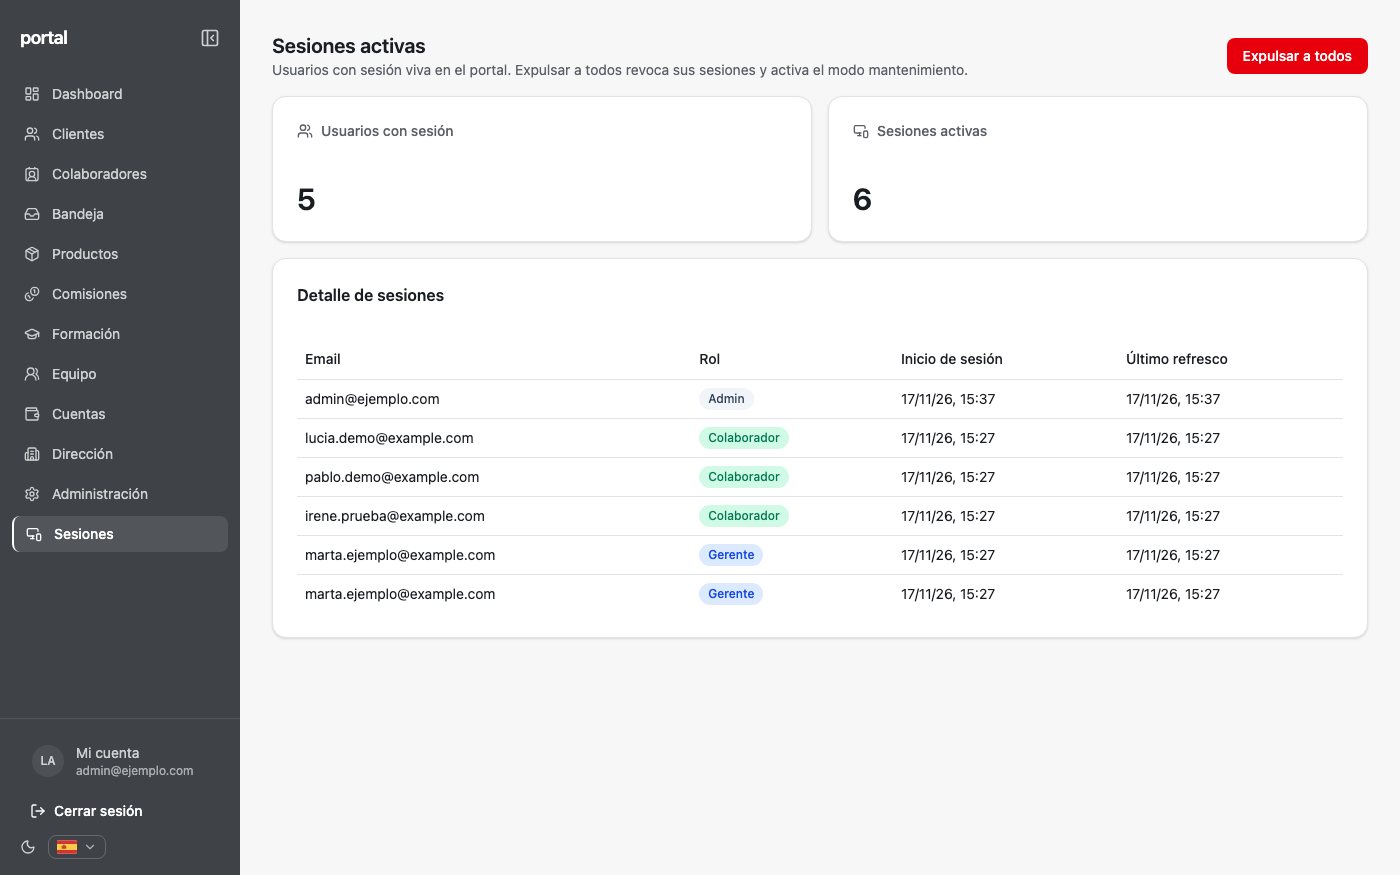 portal
Dashboard
Clientes
Colaboradores
Bandeja
Productos
Comisiones
Formación
Equipo
Cuentas
Dirección
Administración
Sesiones
LA
Mi cuenta
admin@ejemplo.com
Cerrar sesión
Sesiones activas
Usuarios con sesión viva en el portal. Expulsar a todos revoca sus sesiones y activa el modo mantenimiento.
Expulsar a todos
Usuarios con sesión
5
Sesiones activas
6
Detalle de sesiones
Email Rol Inicio de sesión Último refresco
admin@ejemplo.com Admin 17/11/26, 15:37 17/11/26, 15:37
lucia.demo@example.com Colaborador 17/11/26, 15:27 17/11/26, 15:27
pablo.demo@example.com Colaborador 17/11/26, 15:27 17/11/26, 15:27
irene.prueba@example.com Colaborador 17/11/26, 15:27 17/11/26, 15:27
marta.ejemplo@example.com Gerente 17/11/26, 15:27 17/11/26, 15:27
marta.ejemplo@example.com Gerente 17/11/26, 15:27 17/11/26, 15:27